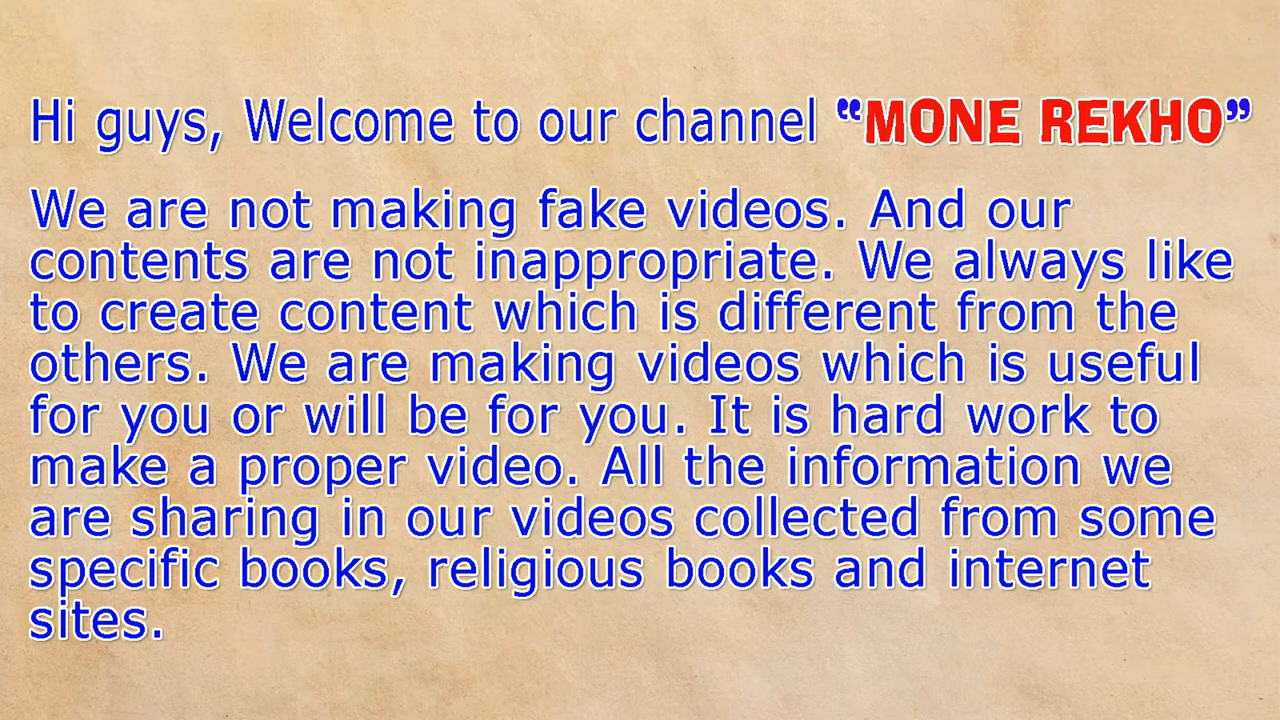 Hi guys, Welcome to our channel “MONE REKHO”
We are not making fake videos. And our
contents are not inappropriate. We always like
to create content which is different from the
others. We are making videos which is useful
for you or will be for you. It is hard work to
make a proper video. All the information we
are sharing in our videos collected from some
specific books, religious books and internet
sites.